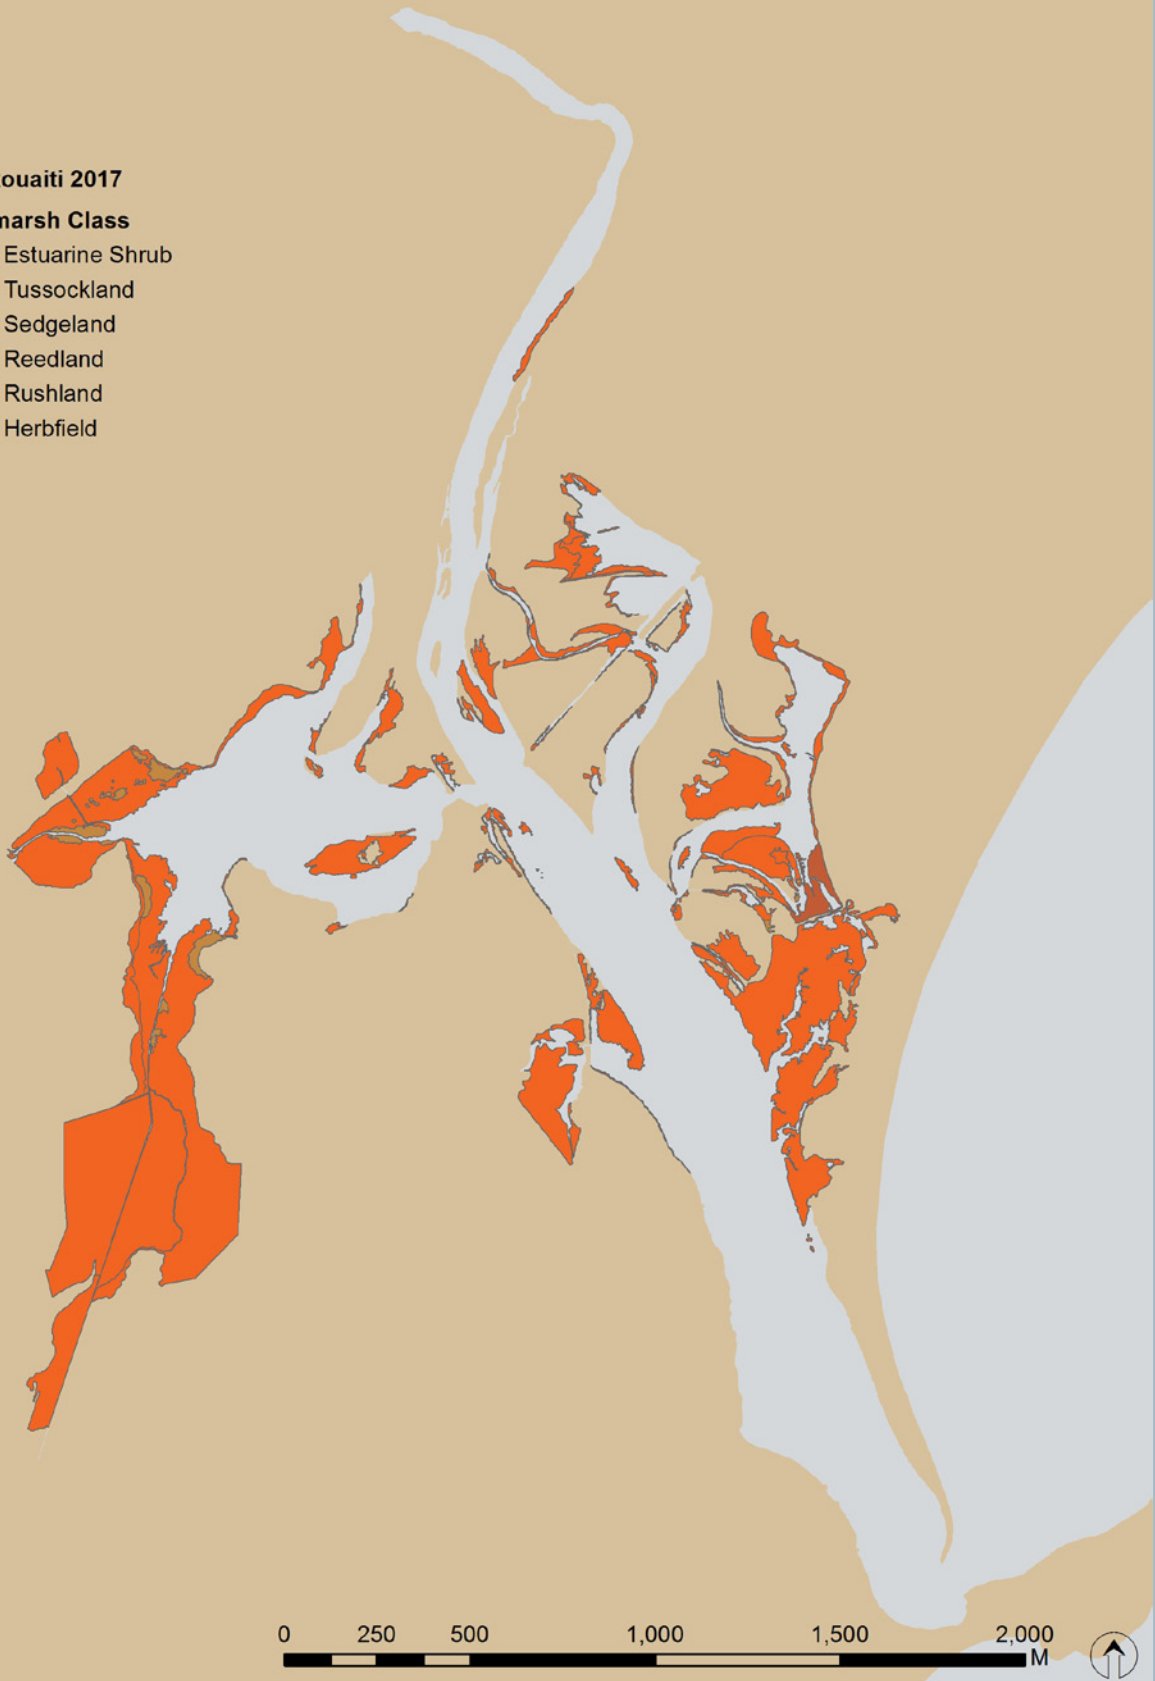 ouaiti 2017
marsh Class
Estuarine Shrub
Tussockland
Sedgeland
Reedland
Rushland
Herbfield
0 250 500 1,000 1,500 2,000
M